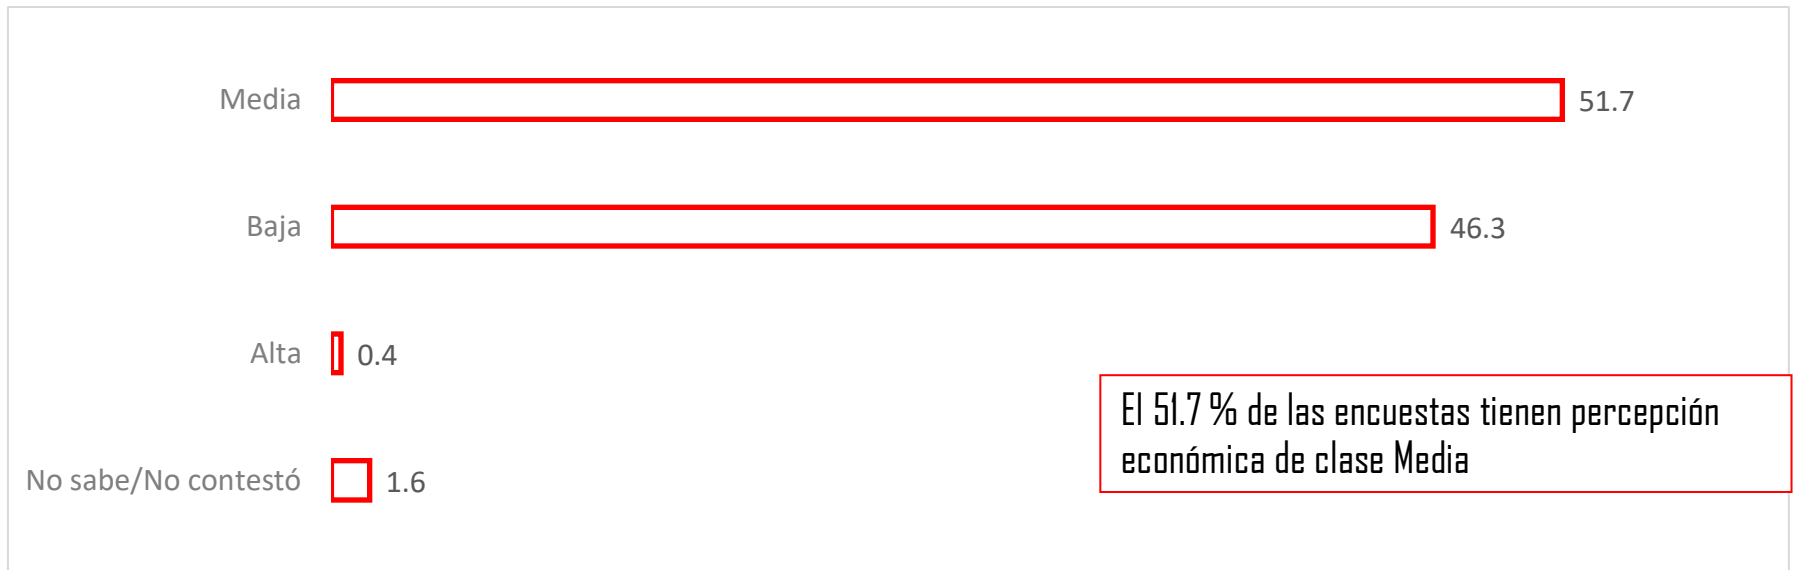 Media 51.7
Baja 46.3
Alta 0.4
No sabe/No contestó 1.6
El 51.7 % de las encuestas tienen percepción
económica de clase Media